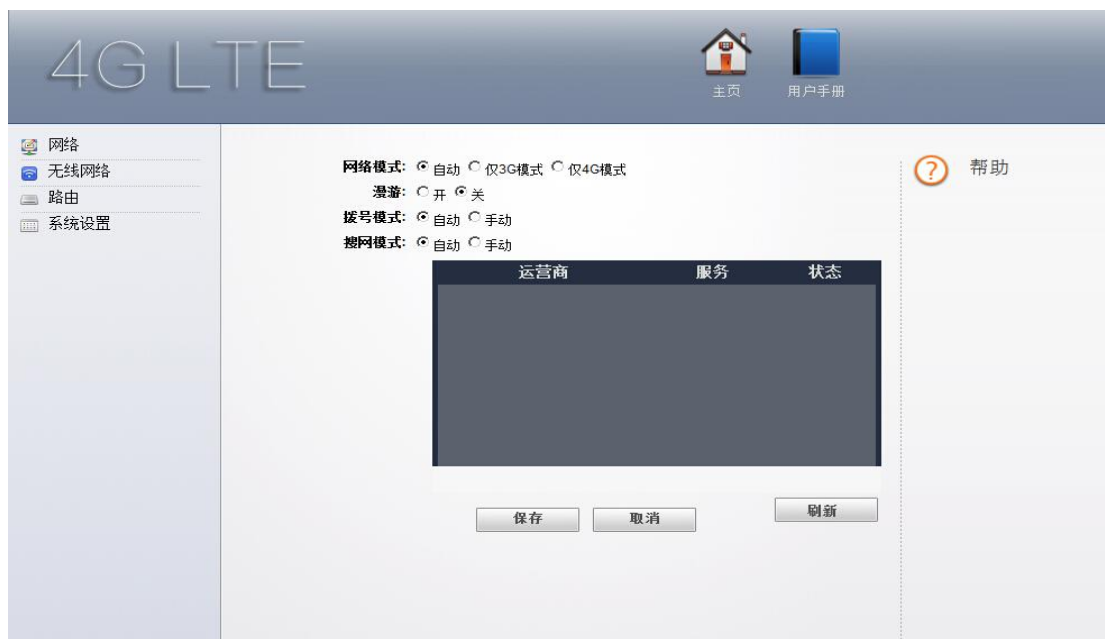 4G LTE
主页 用户手册
网络
无线网络
路由
系统设置
网络模式: 自动 仅3G模式 仅4G模式
漫游: 开 关
拨号模式: 自动 手动
搜网模式: 自动 手动
运营商 服务 状态
保存 取消 刷新
? 帮助